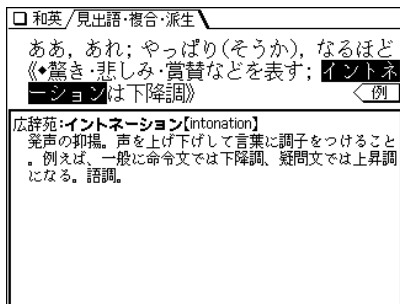 和英/見出語·複合·派生
ああ, あれ; やっぱり(そうか), なるほど
《◆驚き·悲しみ·賞賛などを表す; イントネ
ーションは下降調》 例
広辞苑:イントネーション【intonation】
発声の抑揚。声を上げ下げして言葉に調子をつけること
。例えば、一般に命令文では下降調、疑問文では上昇調
になる。語調。